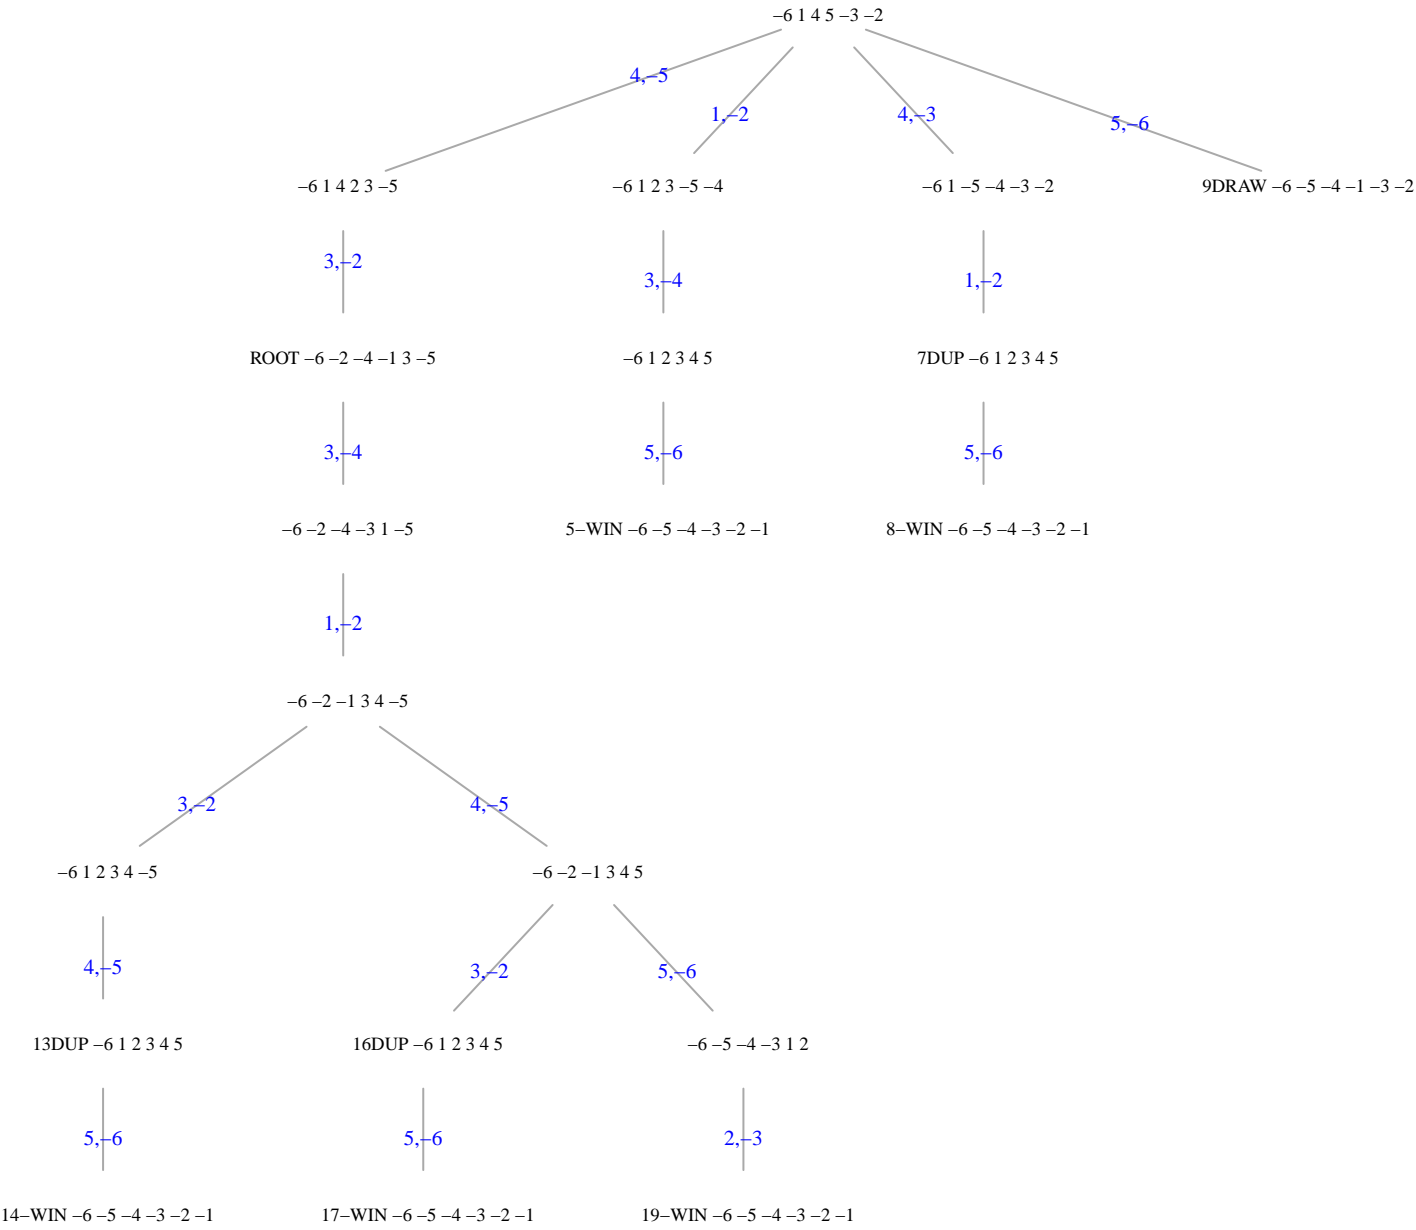 –6 1 4 5 –3 –2
4,–5
1,–2
4,–3
5,–6
–6 1 4 2 3 –5
–6 1 2 3 –5 –4
–6 1 –5 –4 –3 –2
9DRAW –6 –5 –4 –1 –3 –2
3,–2
3,–4
1,–2
ROOT –6 –2 –4 –1 3 –5
–6 1 2 3 4 5
7DUP –6 1 2 3 4 5
3,–4
5,–6
5,–6
–6 –2 –4 –3 1 –5
5–WIN –6 –5 –4 –3 –2 –1
8–WIN –6 –5 –4 –3 –2 –1
1,–2
–6 –2 –1 3 4 –5
3,–2
4,–5
–6 1 2 3 4 –5
–6 –2 –1 3 4 5
4,–5
3,–2
5,–6
13DUP –6 1 2 3 4 5
16DUP –6 1 2 3 4 5
–6 –5 –4 –3 1 2
5,–6
5,–6
2,–3
14–WIN –6 –5 –4 –3 –2 –1
17–WIN –6 –5 –4 –3 –2 –1
19–WIN –6 –5 –4 –3 –2 –1